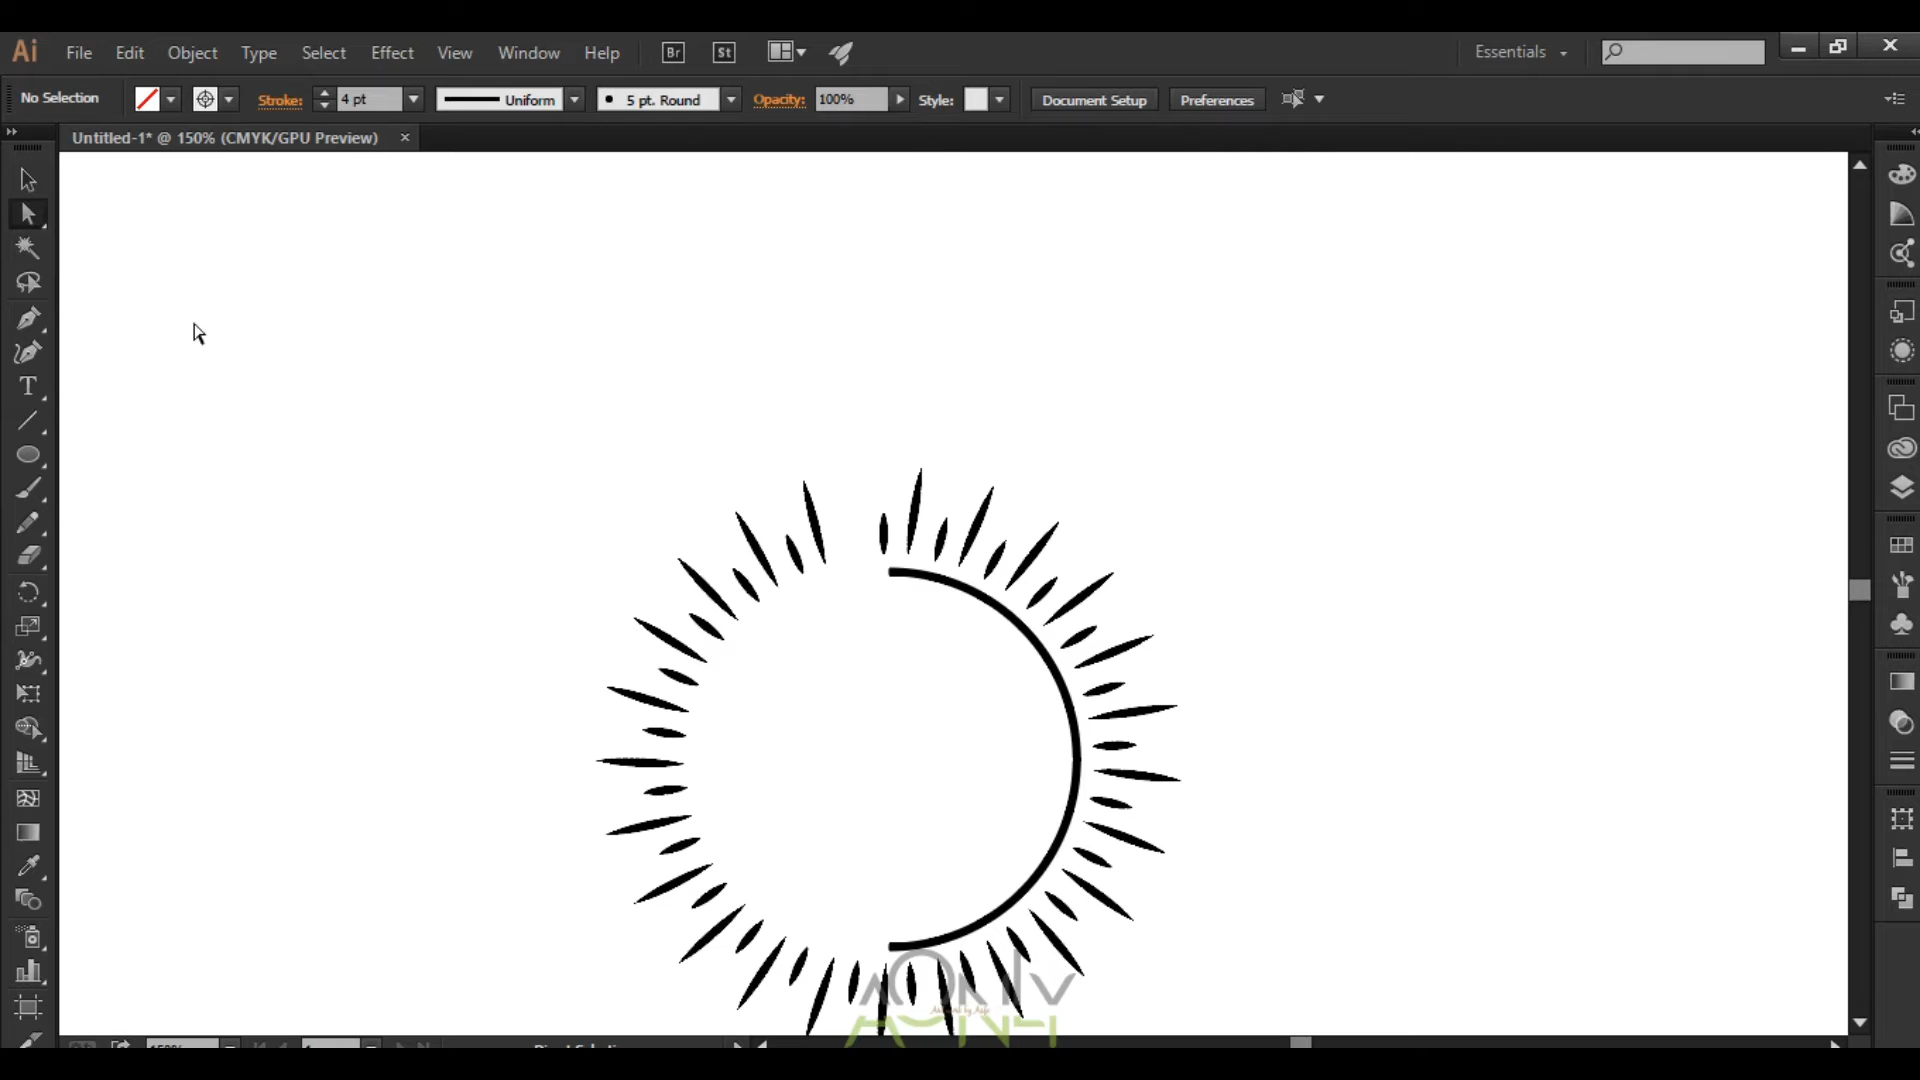 Ai File Edit Object Type Select Effect View Window Help Br St Essentials
No Selection Stroke: 4 pt Uniform 5 pt. Round Opacity: 100% Style: Document Setup Preferences
Untitled-1* @ 150% (CMYK/GPU Preview) ×
T